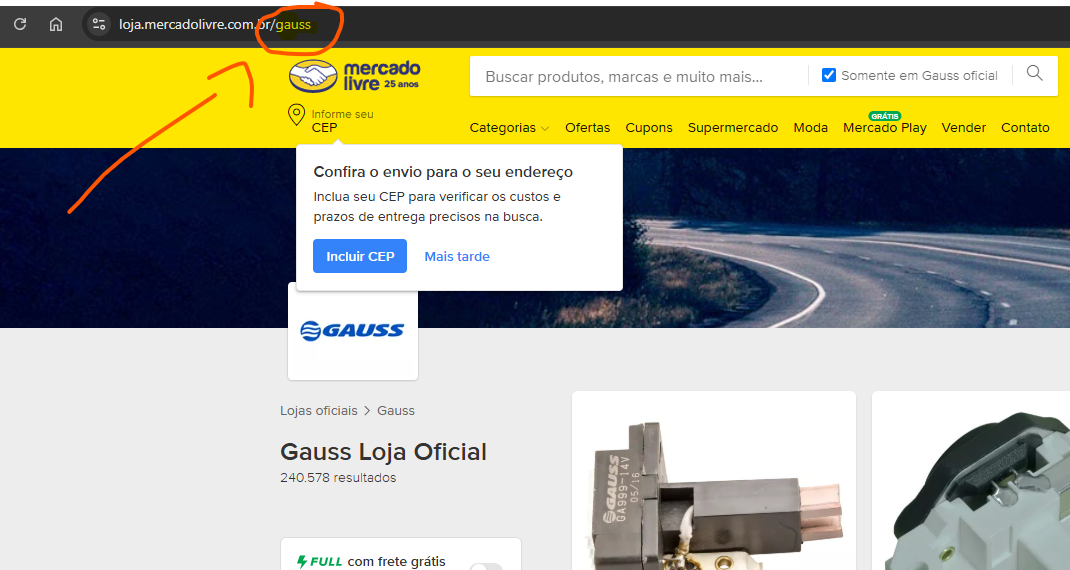 loja.mercadolivre.com.br/gauss
mercado
livre 25 anos
Buscar produtos, marcas e muito mais...
Somente em Gauss oficial
Informe seu
CEP
GRÁTIS
Categorias Ofertas Cupons Supermercado Moda Mercado Play Vender Contato
Confira o envio para o seu endereço
Inclua seu CEP para verificar os custos e
prazos de entrega precisos na busca.
Incluir CEP Mais tarde
GAUSS
Lojas oficiais > Gauss
Gauss Loja Oficial
240.578 resultados
GAUSS
GA999-14V
05/16
FULL com frete grátis